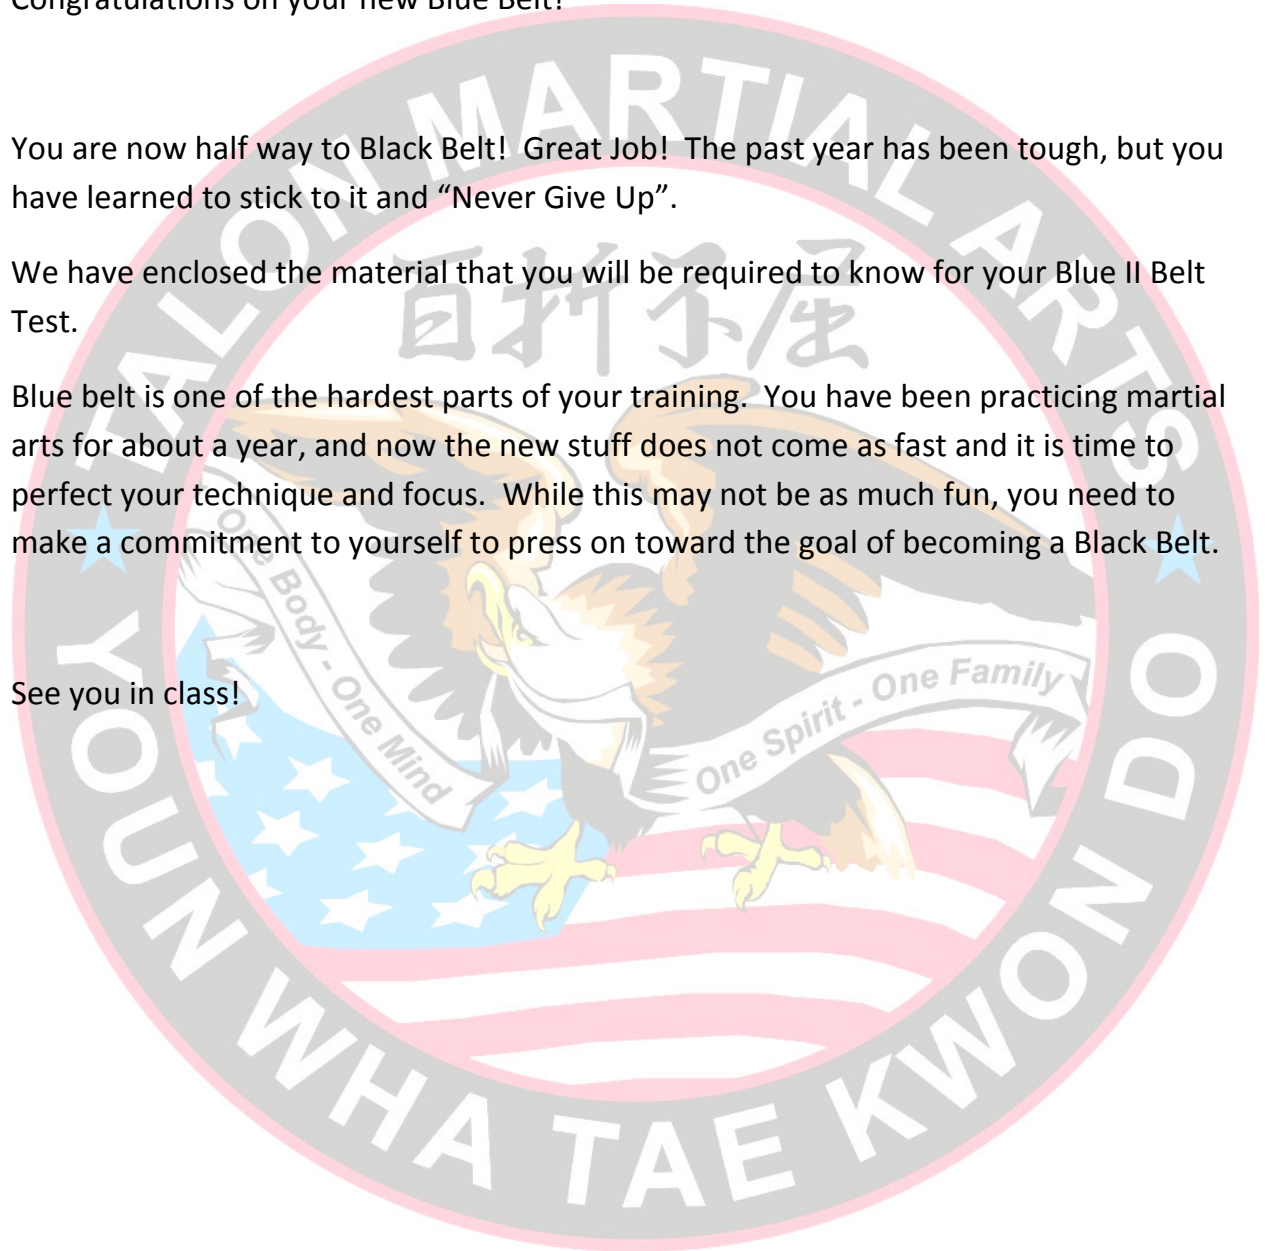 Congratulations on your new Blue Belt!
TALON MARTIAL ARTS
You are now half way to Black Belt!  Great Job!  The past year has been tough, but you
have learned to stick to it and “Never Give Up”.
We have enclosed the material that you will be required to know for your Blue II Belt
Test.
百折不屈
Blue belt is one of the hardest parts of your training.  You have been practicing martial
arts for about a year, and now the new stuff does not come as fast and it is time to
perfect your technique and focus.  While this may not be as much fun, you need to
make a commitment to yourself to press on toward the goal of becoming a Black Belt.
One Body - One Mind
One Spirit - One Family
See you in class!
YOUN WHA TAE KWON DO